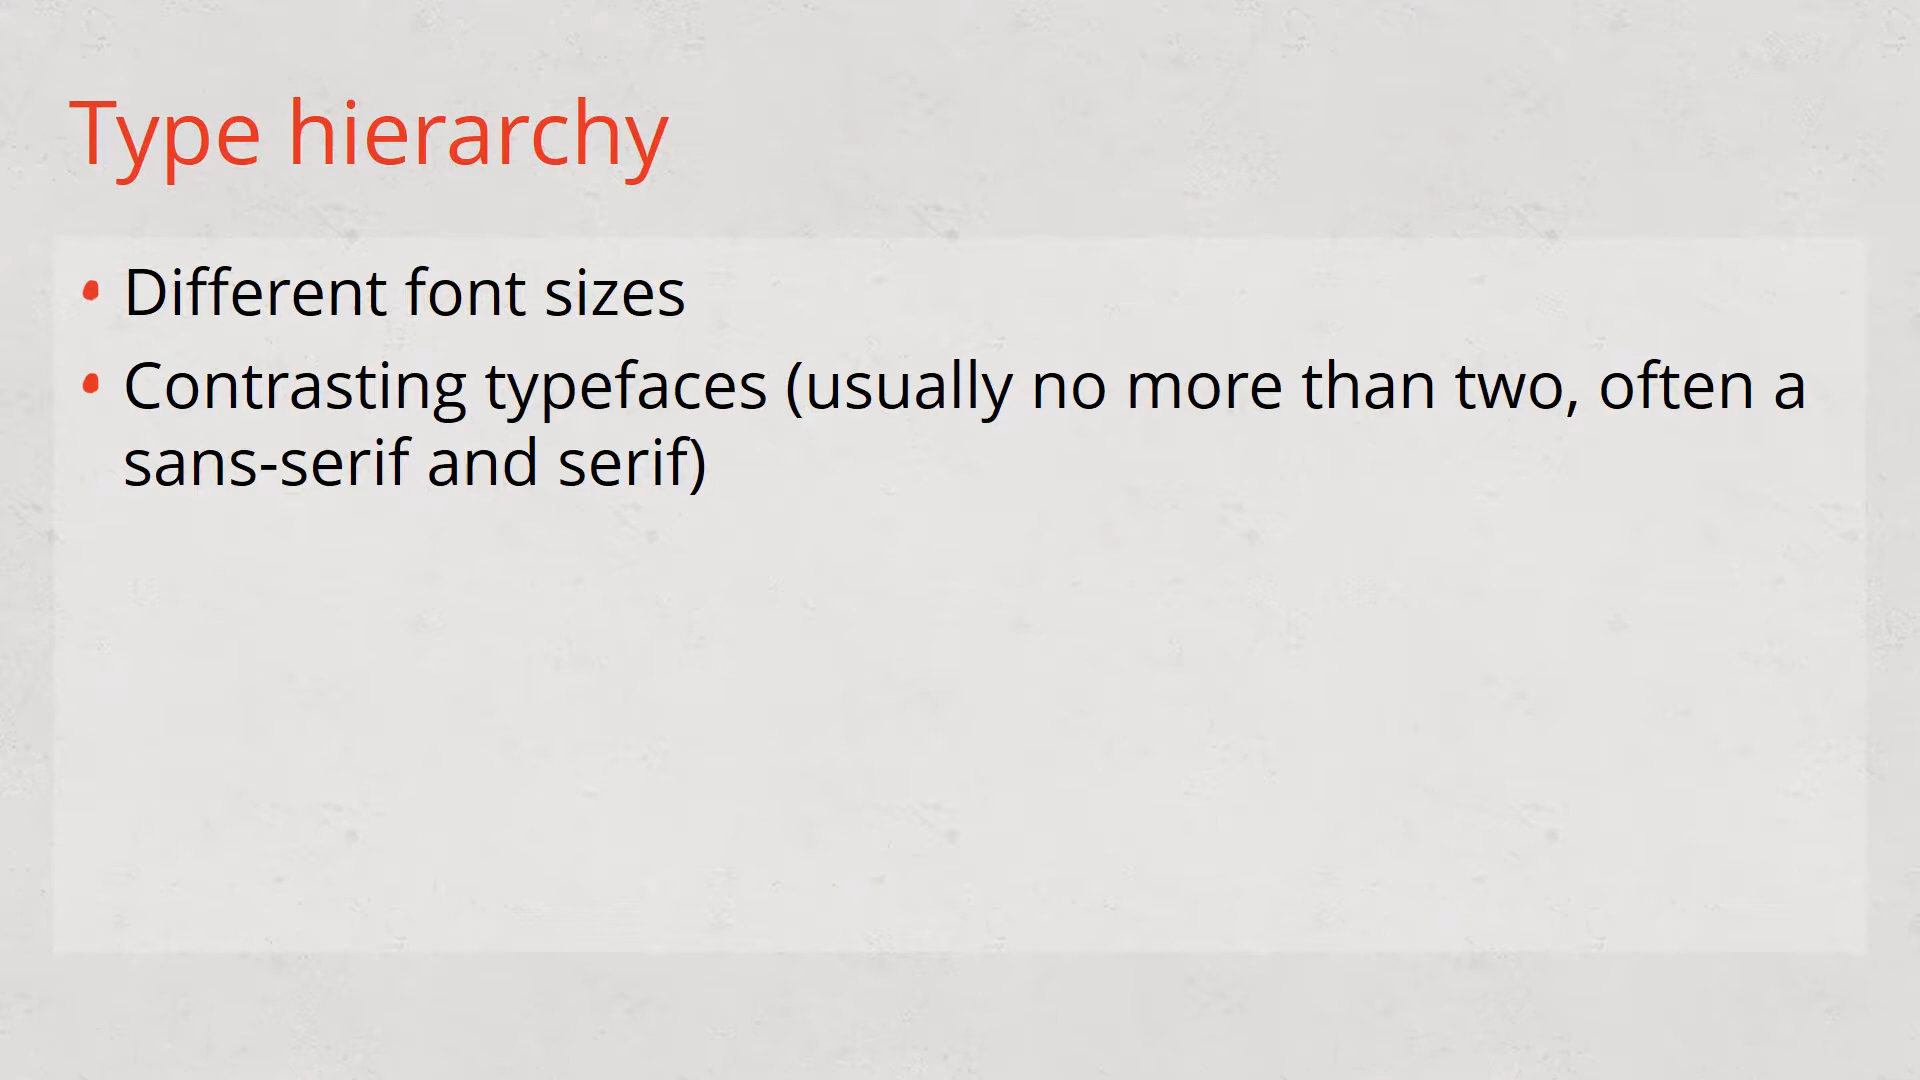 Type hierarchy
• Different font sizes
• Contrasting typefaces (usually no more than two, often a
sans-serif and serif)